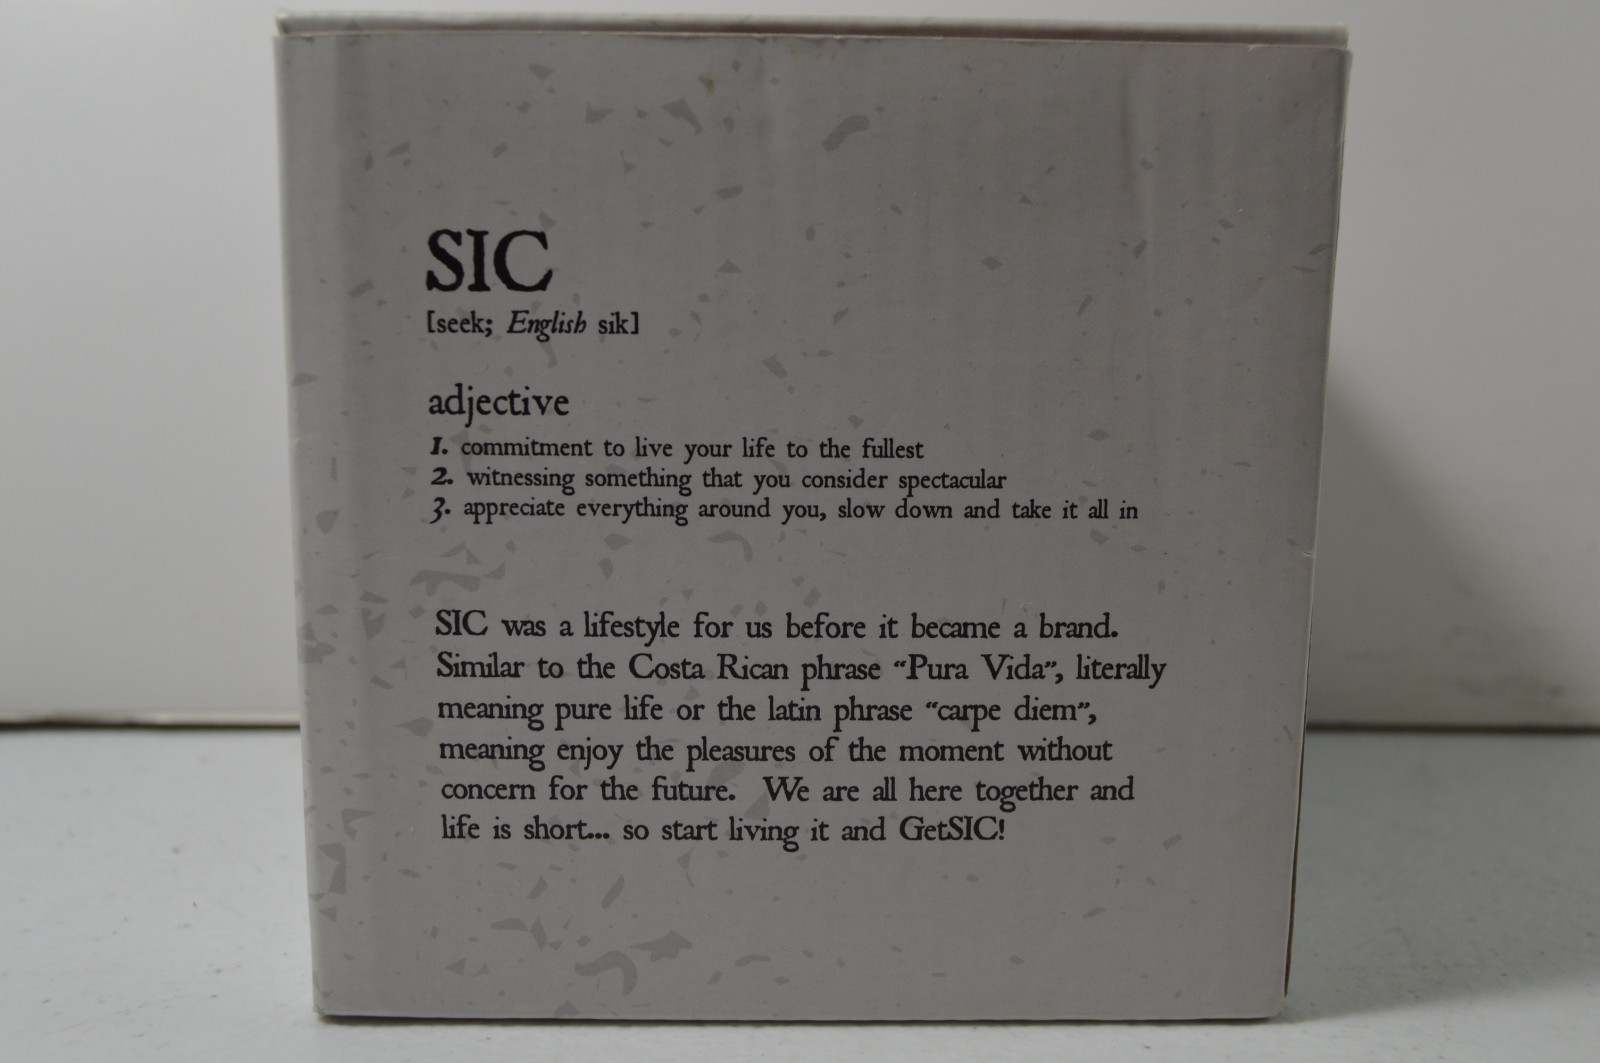 SIC
[seek; English sik]
adjective
1. commitment to live your life to the fullest
2. witnessing something that you consider spectacular
3. appreciate everything around you, slow down and take it all in
SIC was a lifestyle for us before it became a brand.
Similar to the Costa Rican phrase “Pura Vida”, literally
meaning pure life or the latin phrase “carpe diem”,
meaning enjoy the pleasures of the moment without
concern for the future.  We are all here together and
life is short... so start living it and GetSIC!